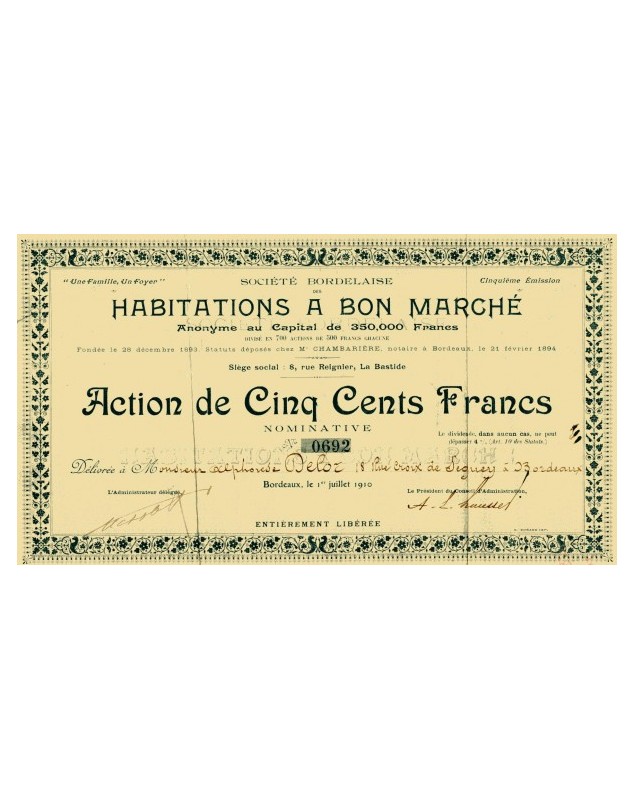 "Une Famille, Un Foyer"
SOCIÉTÉ BORDELAISE
Cinquième Émission
DES
HABITATIONS A BON MARCHÉ
Anonyme au Capital de 350,000 Francs
DIVISÉ EN 700 ACTIONS DE 500 FRANCS CHACUNE
Fondée le 28 décembre 1893. Statuts déposés chez Mᵉ CHAMBARIÈRE, notaire à Bordeaux, le 21 février 1894
Siège social : 8, rue Reignier, La Bastide
Action de Cinq Cents Francs
NOMINATIVE
Le dividende, dans aucun cas, ne peut
dépasser 4 % (Art. 10 des Statuts.)
Nº 0692
Délivrée à Monsieur Alphonse Delor 18 Rue Croix de Seguey à Bordeaux
Bordeaux, le 1er juillet 1910
L'Administrateur délégué,
Le Président du Conseil d'Administration,
ENTIÈREMENT LIBÉRÉE